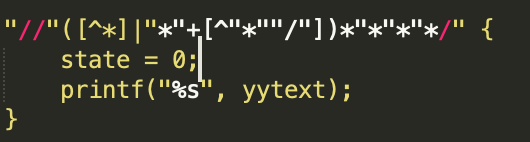 "//"([^*]|"*"+[^"*""/"])*"*"*"*/" {
state = 0;
printf("%s", yytext);
}